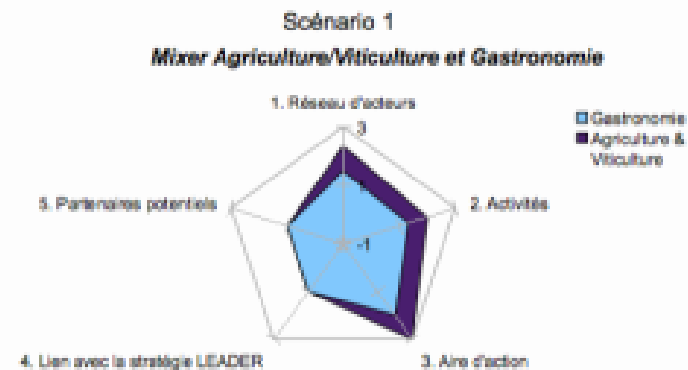 Scénario 1
Mixer Agriculture/Viticulture et Gastronomie
1. Réseau d'acteurs
3
Gastronomie
Agriculture &
Viticulture
5. Partenaires potentiels
2. Activités
-1
4. Lien avec la stratégie LEADER
3. Aire d'action